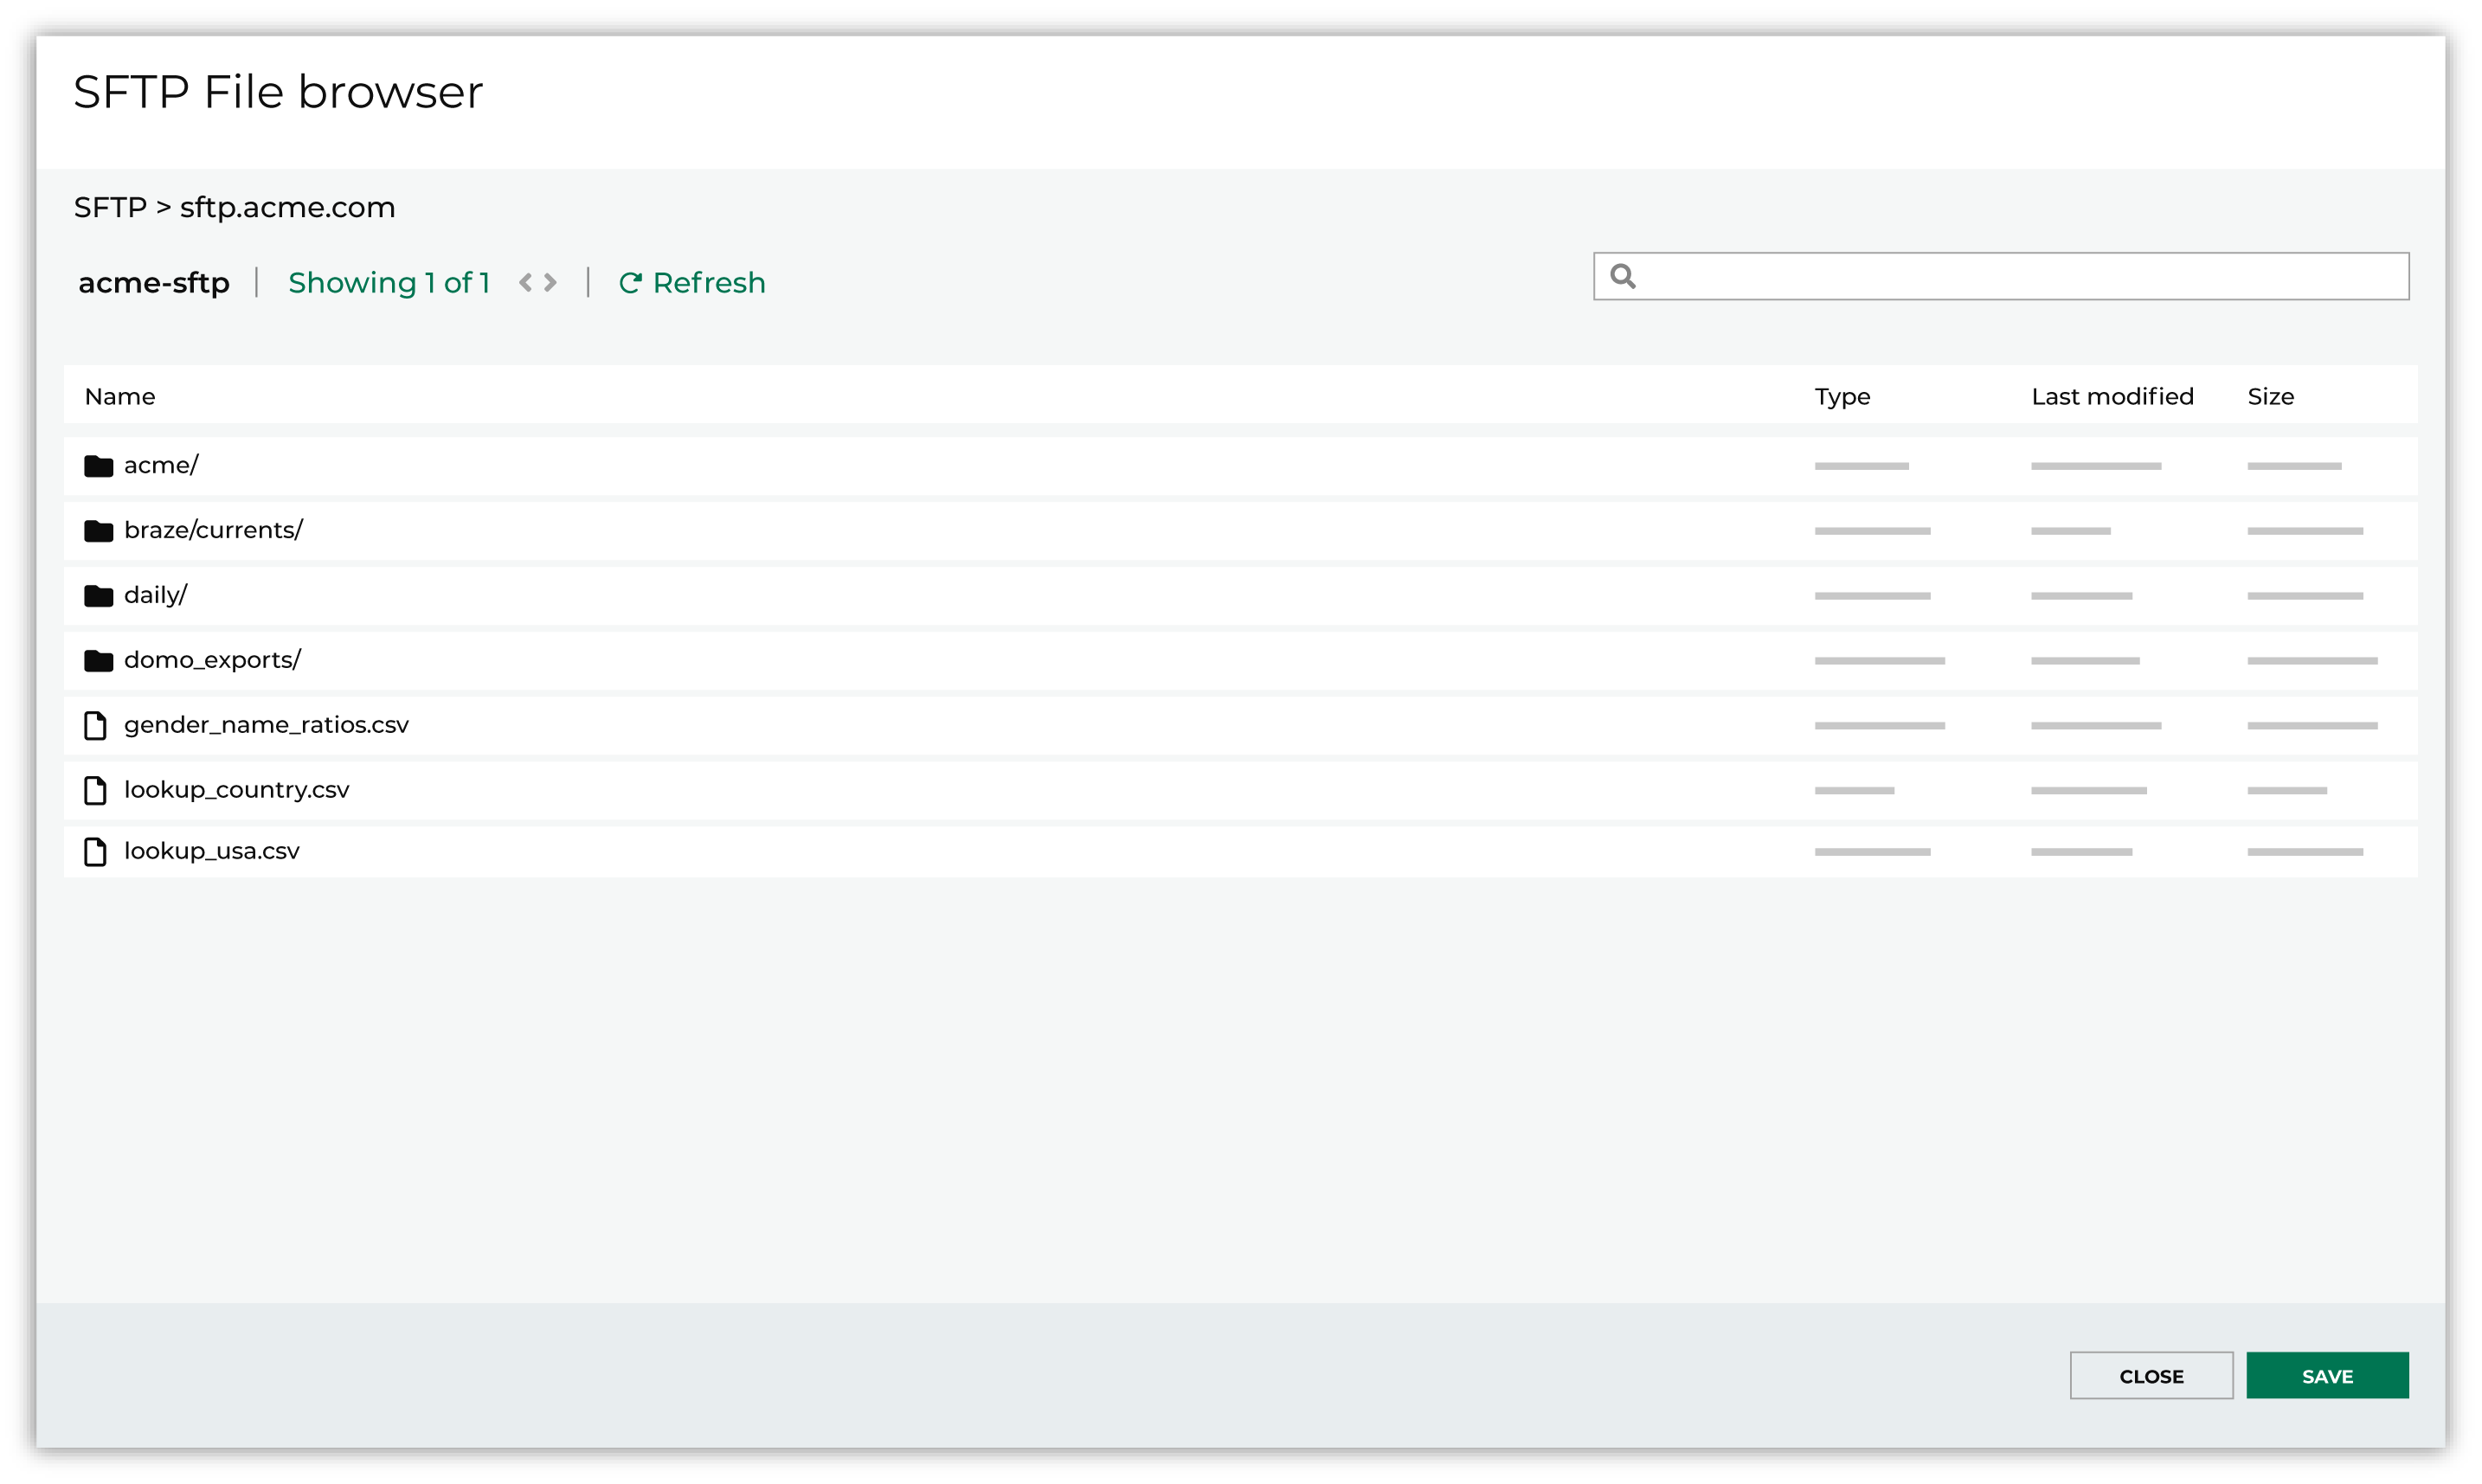 SFTP File browser
SFTP > sftp.acme.com
acme-sftp | Showing 1 of 1 < > | Refresh
Name Type Last modified Size
acme/
braze/currents/
daily/
domo_exports/
gender_name_ratios.csv
lookup_country.csv
lookup_usa.csv
CLOSE SAVE